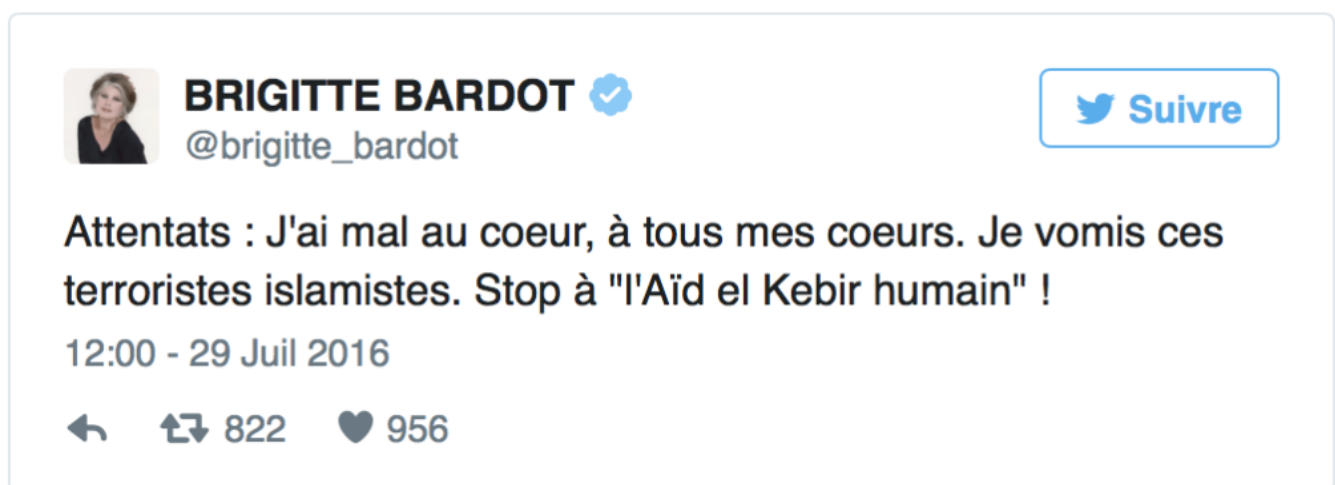 BRIGITTE BARDOT
@brigitte_bardot
Suivre
Attentats : J'ai mal au coeur, à tous mes coeurs. Je vomis ces
terroristes islamistes. Stop à "l'Aïd el Kebir humain" !
12:00 - 29 Juil 2016
822 956